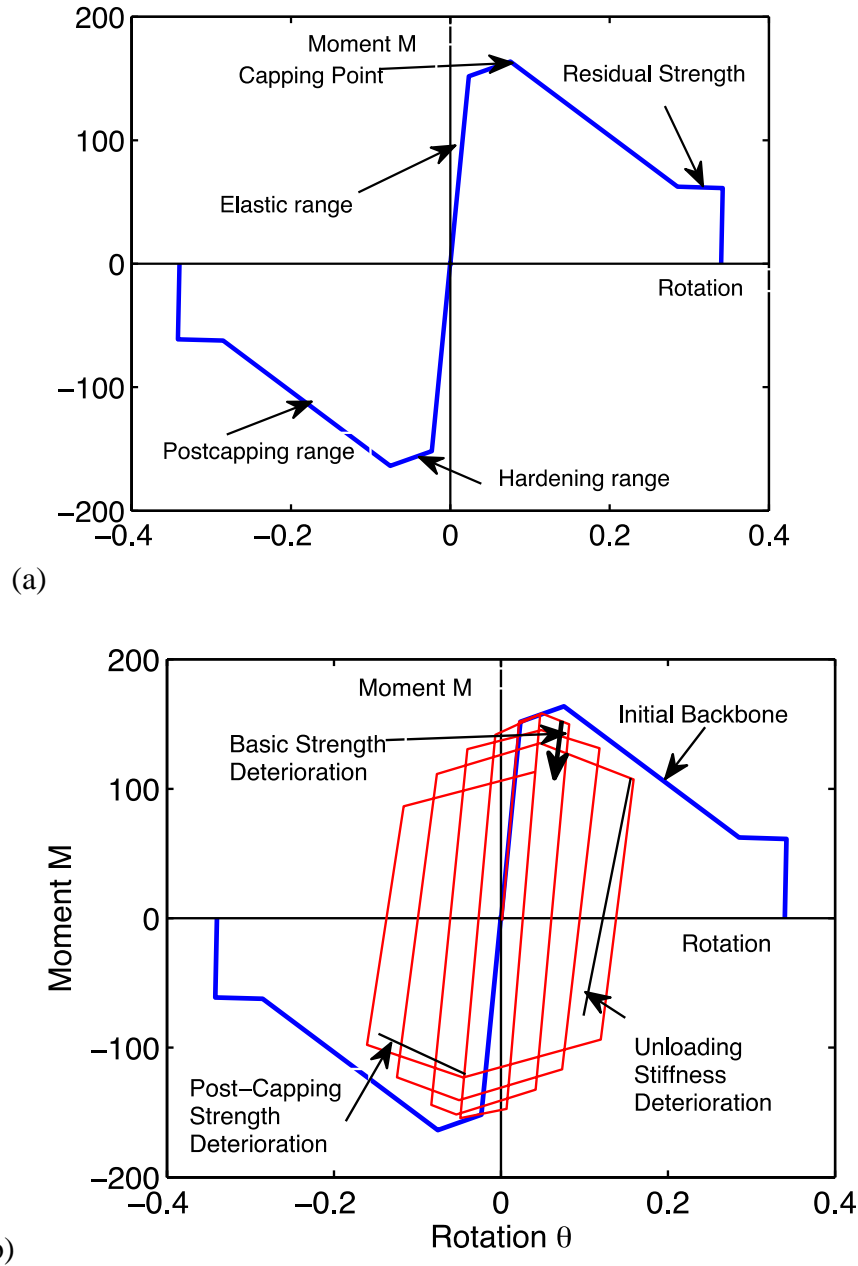 200
100
0
−100
−200
−0.4
−0.2
0
0.2
0.4
Moment M
Capping Point
Residual Strength
Elastic range
Rotation
Postcapping range
Hardening range
(a)
200
100
0
−100
−200
−0.4
−0.2
0
0.2
0.4
Moment M
Rotation θ
Moment M
Initial Backbone
Basic Strength
Deterioration
Rotation
Unloading
Stiffness
Deterioration
Post−Capping
Strength
Deterioration
)